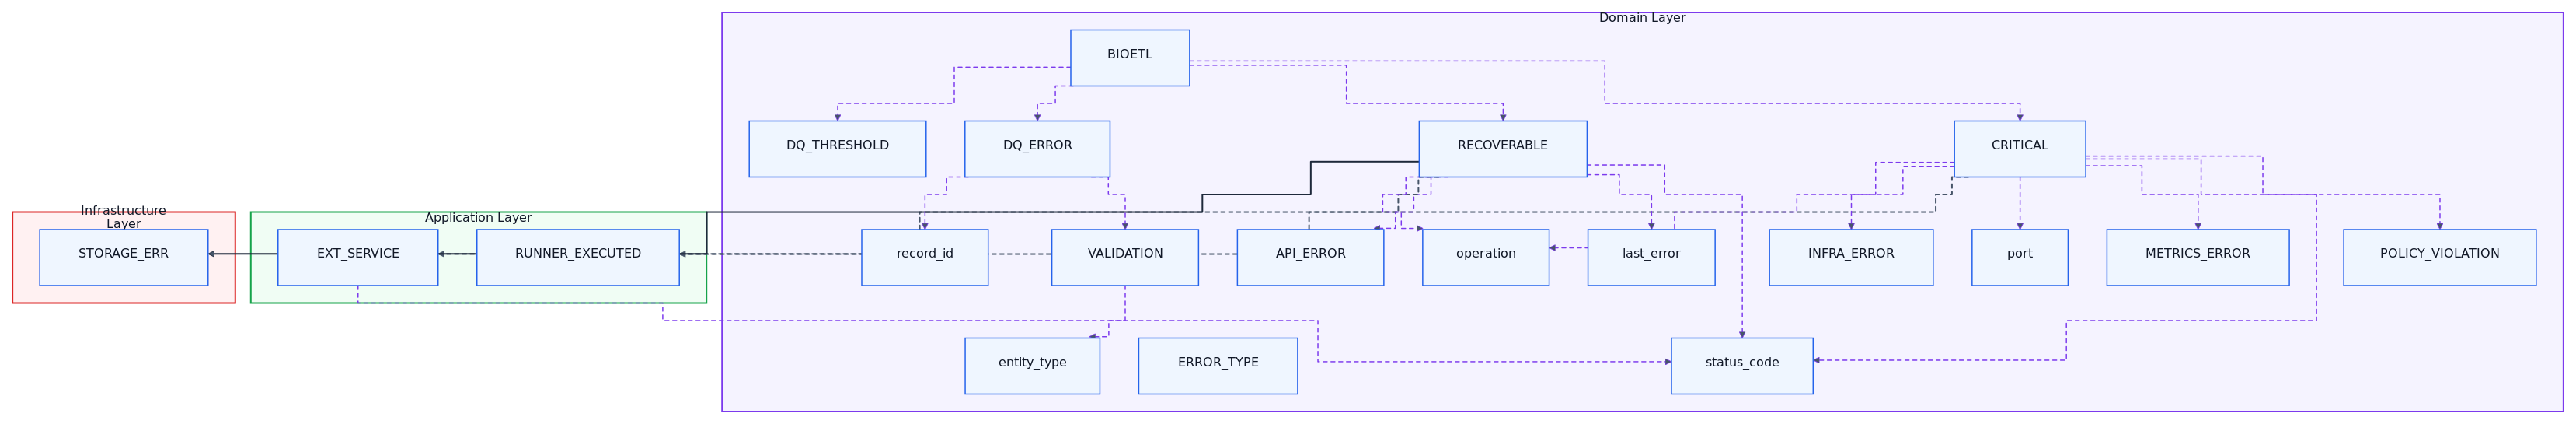 Domain Layer
BIOETL
DQ_THRESHOLD
DQ_ERROR
RECOVERABLE
CRITICAL
Infrastructure
Layer
Application Layer
STORAGE_ERR
EXT_SERVICE
RUNNER_EXECUTED
record_id
VALIDATION
API_ERROR
operation
last_error
INFRA_ERROR
port
METRICS_ERROR
POLICY_VIOLATION
entity_type
ERROR_TYPE
status_code